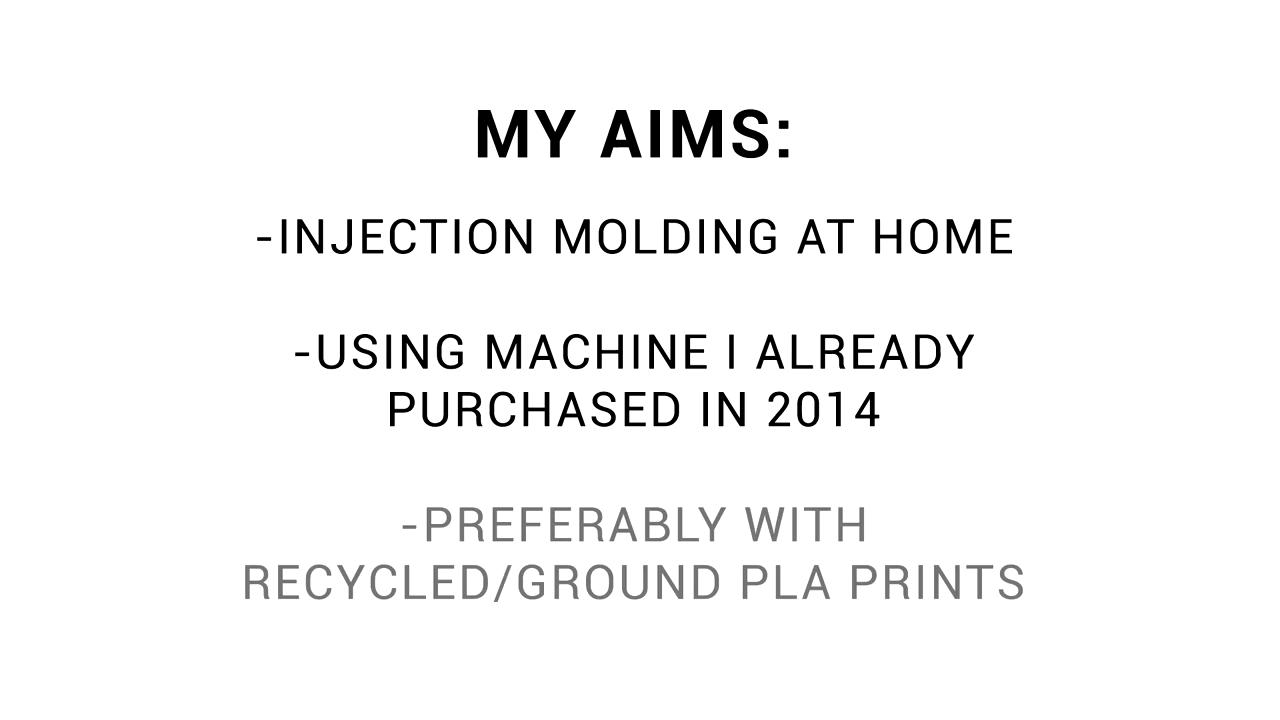 MY AIMS:
-INJECTION MOLDING AT HOME
-USING MACHINE I ALREADY
PURCHASED IN 2014
-PREFERABLY WITH
RECYCLED/GROUND PLA PRINTS